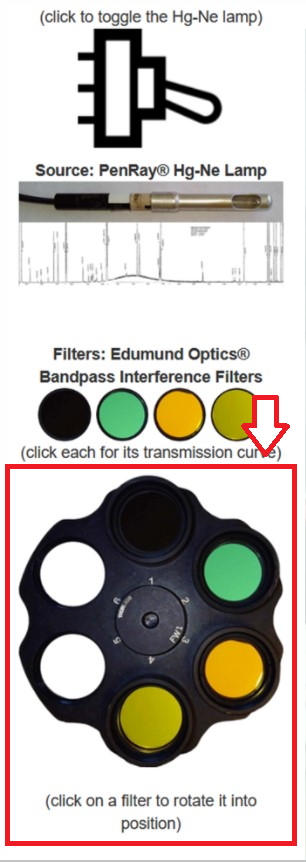 (click to toggle the Hg-Ne lamp)
Source: PenRay® Hg-Ne Lamp
Filters: Edumund Optics®
Bandpass Interference Filters
(click each for its transmission curve)
1
2
3
4
5
6
FW1
(click on a filter to rotate it into
position)